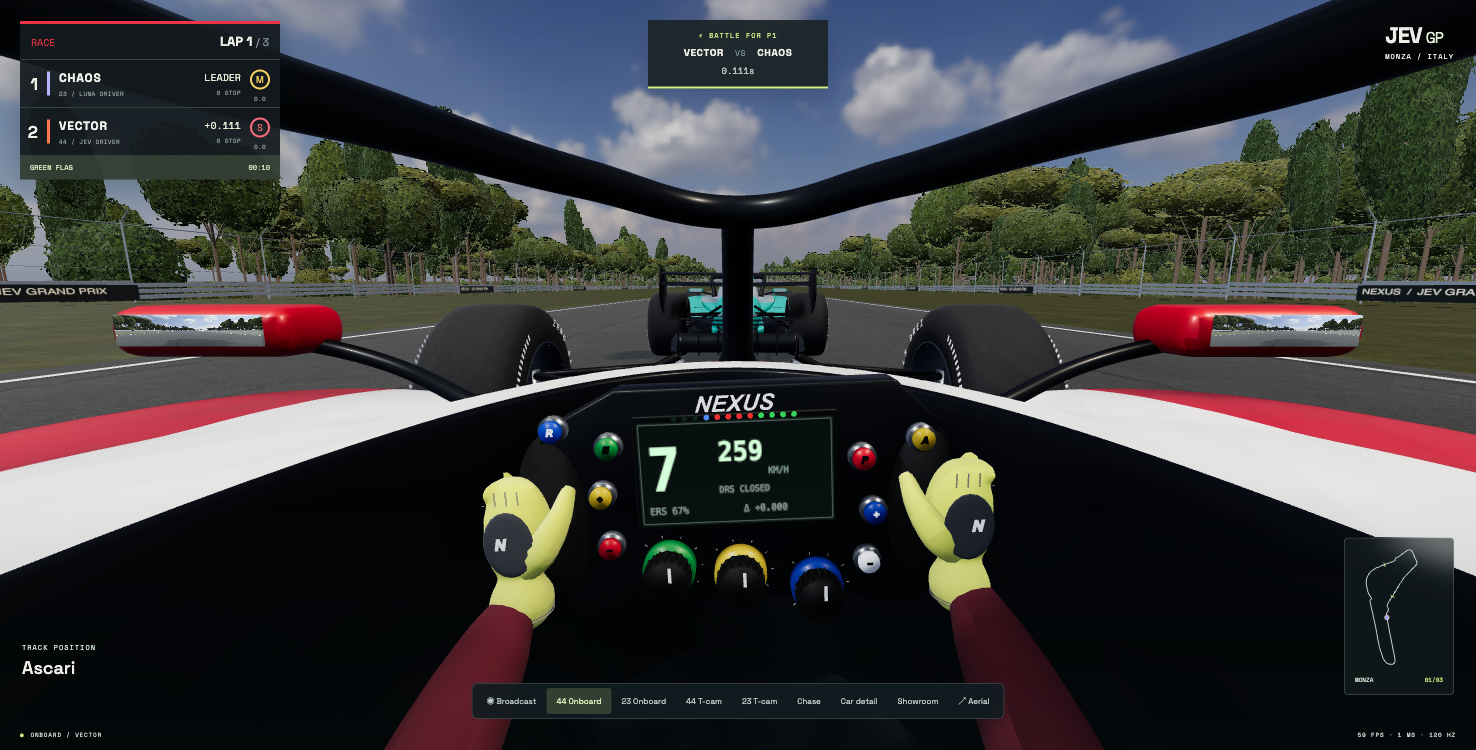 RACE LAP 1 / 3
1 CHAOS LEADER M
23 / LUNA DRIVER 0 STOP 0.0
2 VECTOR +0.111 S
44 / JEV DRIVER 0 STOP 0.0
GREEN FLAG 00:10
⚡ BATTLE FOR P1
VECTOR VS CHAOS
0.111s
JEV GP
MONZA / ITALY
JEV GRAND PRIX
NEXUS / JEV GRA
NEXUS
R
A
P
7 259
KM/H
DRS CLOSED
ERS 67% Δ +0.000
+
-
-
N
N
TRACK POSITION
Ascari
MONZA 01/03
Broadcast 44 Onboard 23 Onboard 44 T-cam 23 T-cam Chase Car detail Showroom Aerial
ONBOARD / VECTOR
59 FPS · 1 MS · 120 HZ